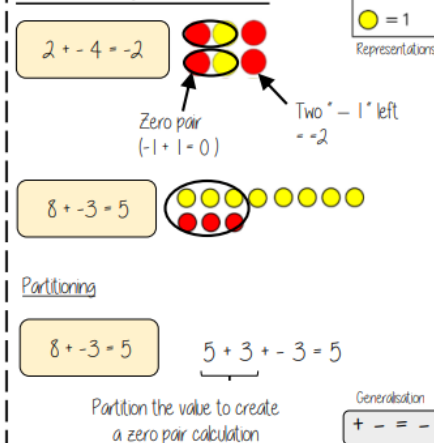 = 1
Representations
2 + - 4 = -2
Zero pair
(-1 + 1 = 0 )
Two " – 1 " left
= -2
8 + -3 = 5
Partitioning
8 + -3 = 5
5 + 3 + - 3 = 5
Partition the value to create
a zero pair calculation
Generalisation
+ - = -